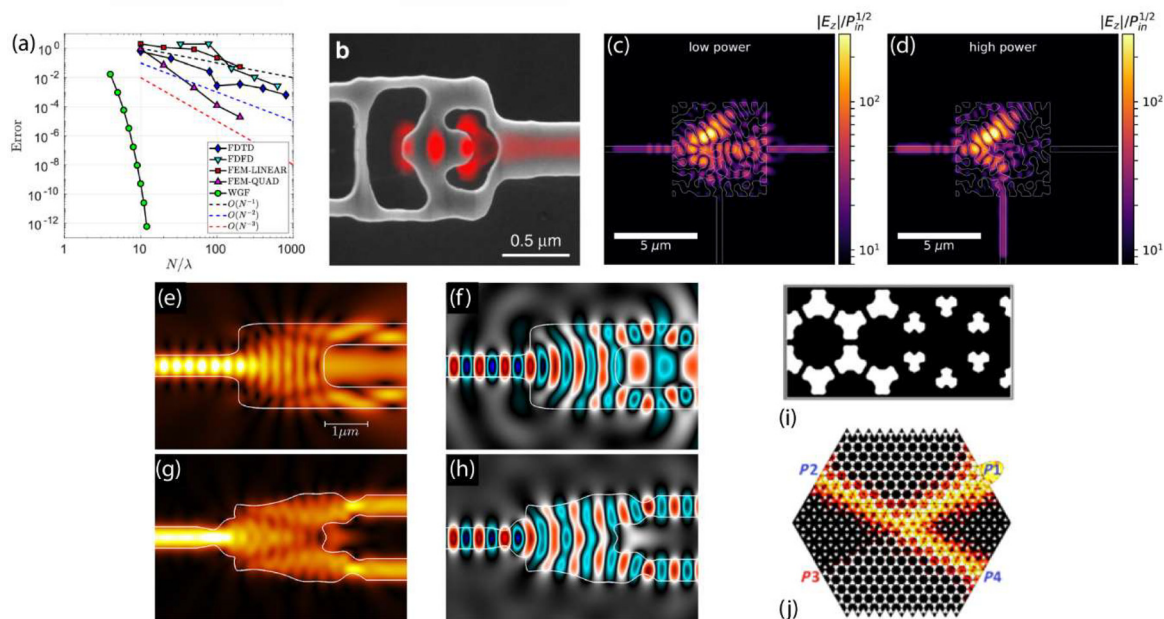 (a)
10^0
10^-2
10^-4
10^-6
10^-8
10^-10
10^-12
Error
1
10
100
1000
N/λ
FDTD
FDFD
FEM-LINEAR
FEM-QUAD
WGF
O(N^-1)
O(N^-2)
O(N^-3)
b
0.5 μm
(c)
low power
5 μm
|E_z|/P_in^1/2
10^2
10^1
(d)
high power
5 μm
|E_z|/P_in^1/2
10^2
10^1
(e)
1μm
(f)
(g)
(h)
(i)
P2
P1
P3
P4
(j)